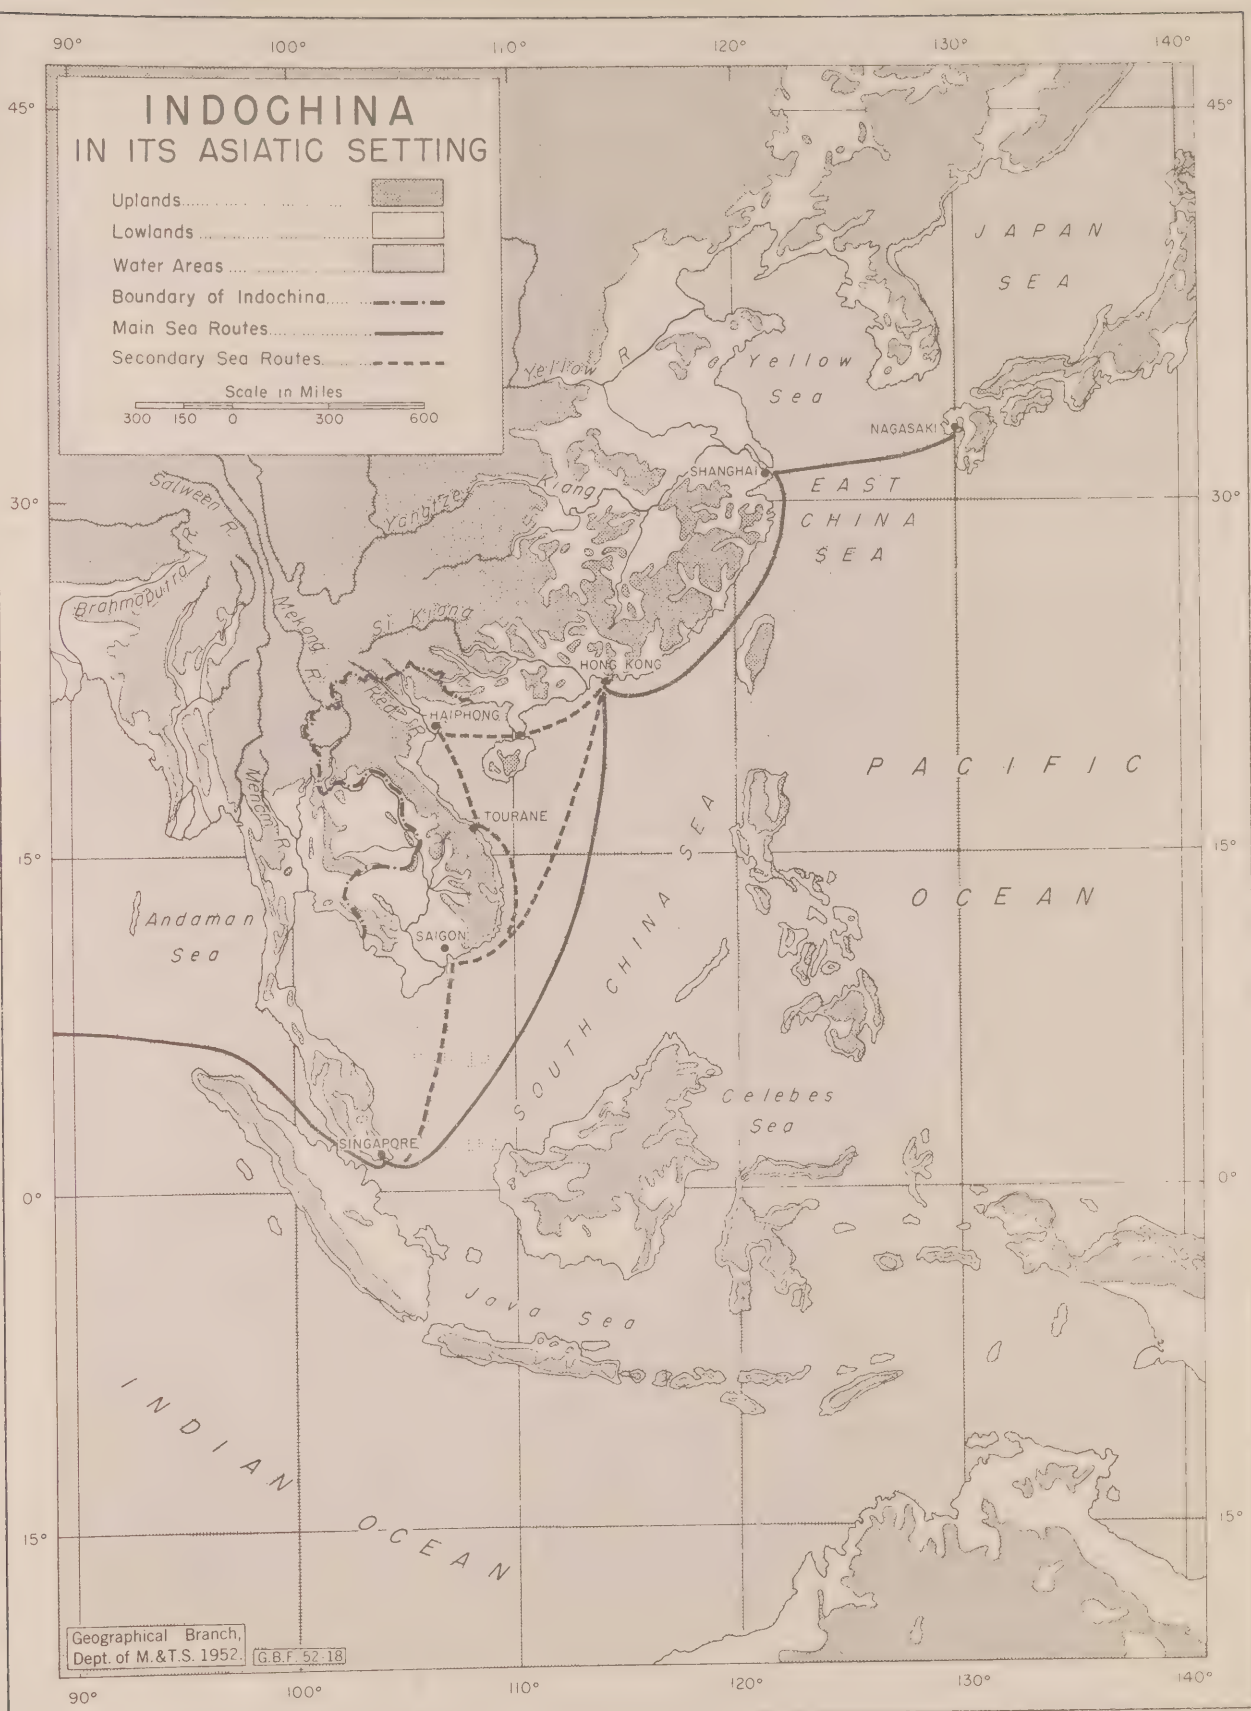 90° 100° 110° 120° 130° 140°
45° 45°
INDOCHINA
IN ITS ASIATIC SETTING
Uplands
Lowlands
Water Areas
Boundary of Indochina
Main Sea Routes
Secondary Sea Routes
Scale in Miles
300 150 0 300 600
JAPAN
SEA
Yellow R.
Yellow
Sea
NAGASAKI
SHANGHAI
EAST
CHINA
SEA
30° 30°
Salween R.
Yangtze Kiang
Brahmaputra R.
Mekong R.
Si Kiang
HONG KONG
Red R.
HAIPHONG
PACIFIC
OCEAN
Menam R.
TOURANE
15° 15°
Andaman
Sea
SAIGON
SOUTH CHINA SEA
Celebes
Sea
SINGAPORE
0° 0°
Java Sea
INDIAN
OCEAN
15° 15°
Geographical Branch,
Dept. of M.&T.S. 1952.
G.B.F. 52-18
90° 100° 110° 120° 130° 140°